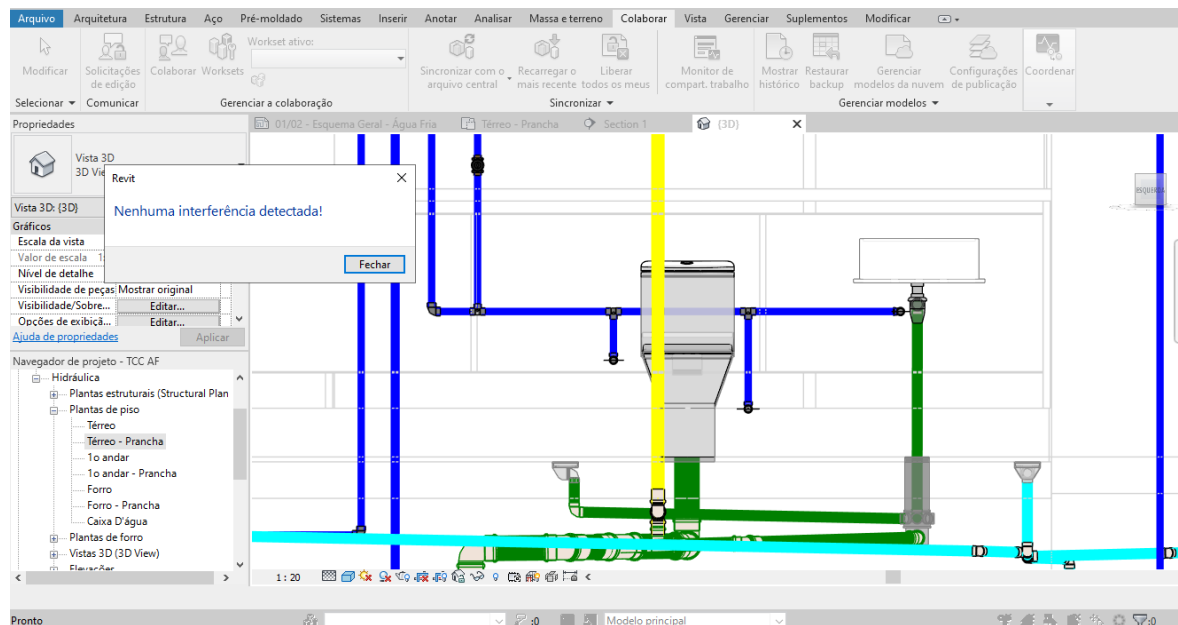 Arquivo Arquitetura Estrutura Aço Pré-moldado Sistemas Inserir Anotar Analisar Massa e terreno Colaborar Vista Gerenciar Suplementos Modificar
Modificar
Solicitações de edição
Colaborar
Worksets
Workset ativo:
Sincronizar com o arquivo central
Recarregar o mais recente
Liberar todos os meus
Monitor de compart. trabalho
Mostrar histórico
Restaurar backup
Gerenciar modelos da nuvem
Configurações de publicação
Coordenar
Selecionar Comunicar Gerenciar a colaboração Sincronizar Gerenciar modelos
Propriedades
01/02 - Esquema Geral - Água Fria Térreo - Prancha Section 1 {3D}
Vista 3D
Revit
Nenhuma interferência detectada!
Fechar
ESQUERDA
Vista 3D: {3D}
Gráficos
Escala da vista
Valor de escala 1:
Nível de detalhe
Visibilidade de peças Mostrar original
Visibilidade/Sobre... Editar...
Opções de exibiçã... Editar...
Ajuda de propriedades Aplicar
Navegador de projeto - TCC AF
Hidráulica
Plantas estruturais (Structural Plan
Plantas de piso
Térreo
Térreo - Prancha
1o andar
1o andar - Prancha
Forro
Forro - Prancha
Caixa D'água
Plantas de forro
Vistas 3D (3D View)
Elevações
1 : 20
Pronto :0 Modelo principal :0